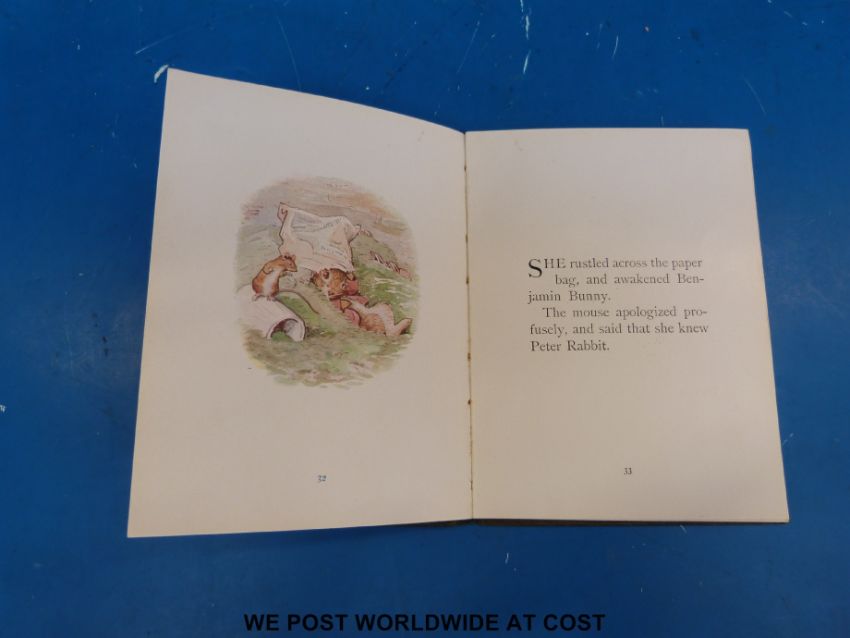 SHE rustled across the paper
bag, and awakened Ben-
jamin Bunny.
The mouse apologized pro-
fusely, and said that she knew
Peter Rabbit.
32
33
WE POST WORLDWIDE AT COST